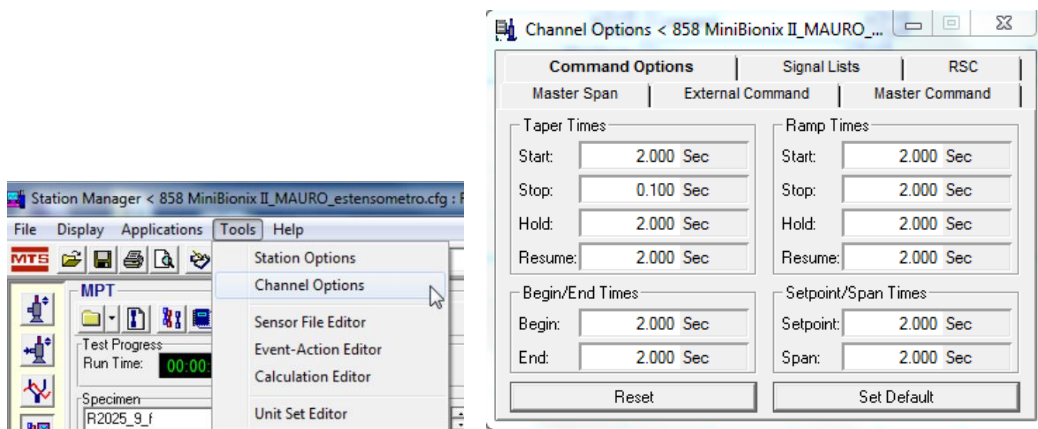 Station Manager < 858 MiniBionix II_MAURO_estensometro.cfg :
File Display Applications Tools Help
MTS
Station Options
Channel Options
Sensor File Editor
Event-Action Editor
Calculation Editor
Unit Set Editor
MPT
Test Progress
Run Time: 00:00:
Specimen
R2025_9_f
Channel Options < 858 MiniBionix II_MAURO_...
Command Options Signal Lists RSC
Master Span External Command Master Command
Taper Times
Start: 2.000 Sec
Stop: 0.100 Sec
Hold: 2.000 Sec
Resume: 2.000 Sec
Ramp Times
Start: 2.000 Sec
Stop: 2.000 Sec
Hold: 2.000 Sec
Resume: 2.000 Sec
Begin/End Times
Begin: 2.000 Sec
End: 2.000 Sec
Setpoint/Span Times
Setpoint: 2.000 Sec
Span: 2.000 Sec
Reset Set Default